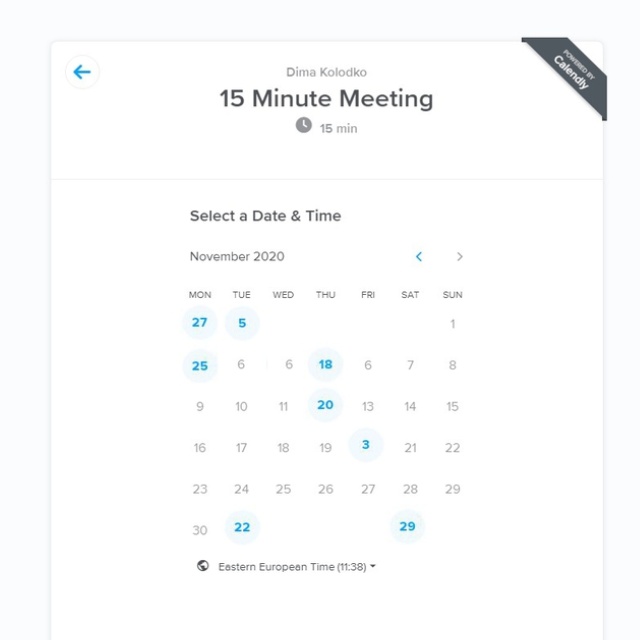 Dima Kolodko
15 Minute Meeting
15 min
POWERED BY
Calendly
Select a Date & Time
November 2020
MON TUE WED THU FRI SAT SUN
27 5 1
25 6 6 18 6 7 8
9 10 11 20 13 14 15
16 17 18 19 3 21 22
23 24 25 26 27 28 29
30 22 29
Eastern European Time (11:38)